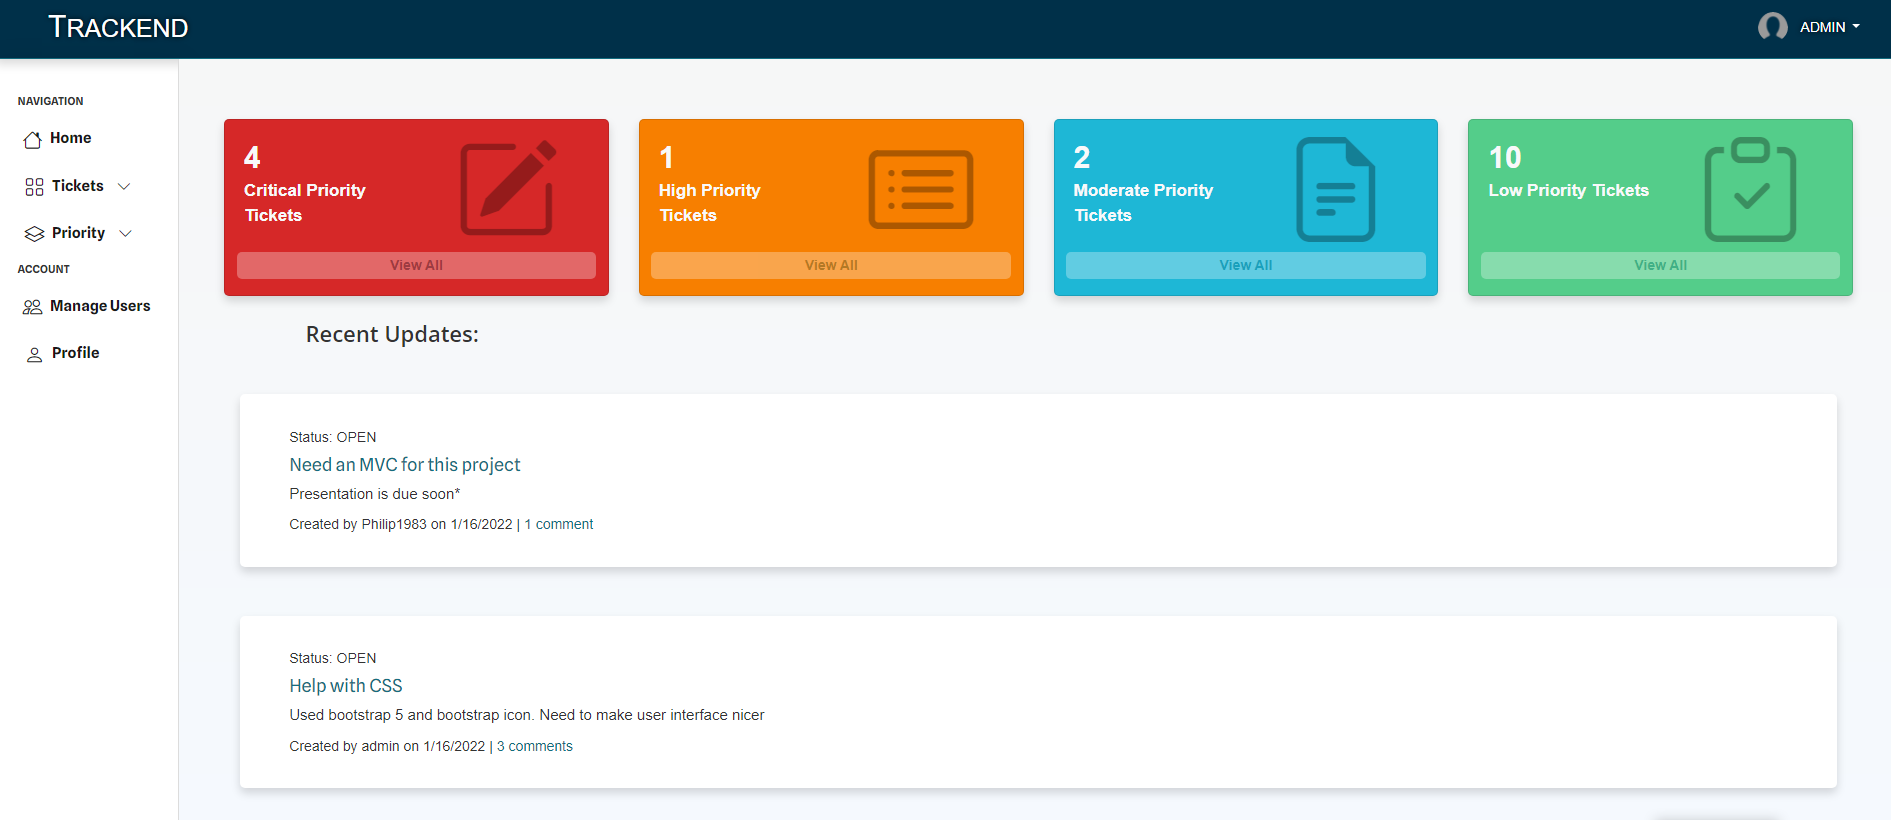 TRACKEND
ADMIN
NAVIGATION
Home
Tickets
Priority
ACCOUNT
Manage Users
Profile
4
Critical Priority
Tickets
View All
1
High Priority
Tickets
View All
2
Moderate Priority
Tickets
View All
10
Low Priority Tickets
View All
Recent Updates:
Status: OPEN
Need an MVC for this project
Presentation is due soon*
Created by Philip1983 on 1/16/2022 | 1 comment
Status: OPEN
Help with CSS
Used bootstrap 5 and bootstrap icon. Need to make user interface nicer
Created by admin on 1/16/2022 | 3 comments